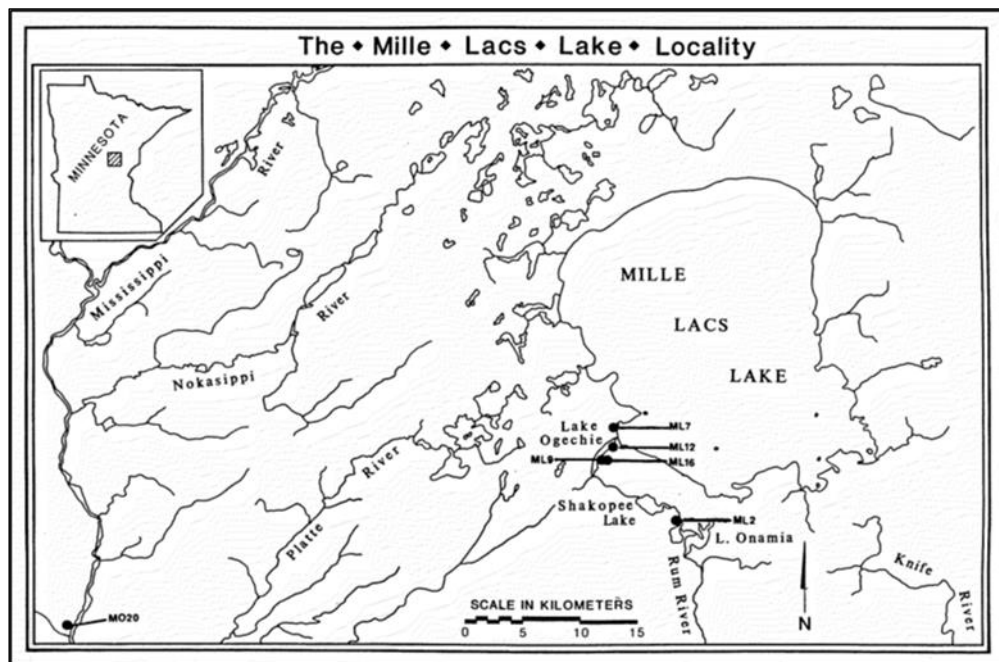 The ◆ Mille ◆ Lacs ◆ Lake ◆ Locality
MINNESOTA
River
Mississippi
River
Nokasippi
MILLE
LACS
LAKE
Lake
Ogechie
ML7
ML12
ML9
ML16
River
Platte
Shakopee
Lake
ML2
L. Onamia
Rum River
Knife
River
MO20
SCALE IN KILOMETERS
0 5 10 15
N